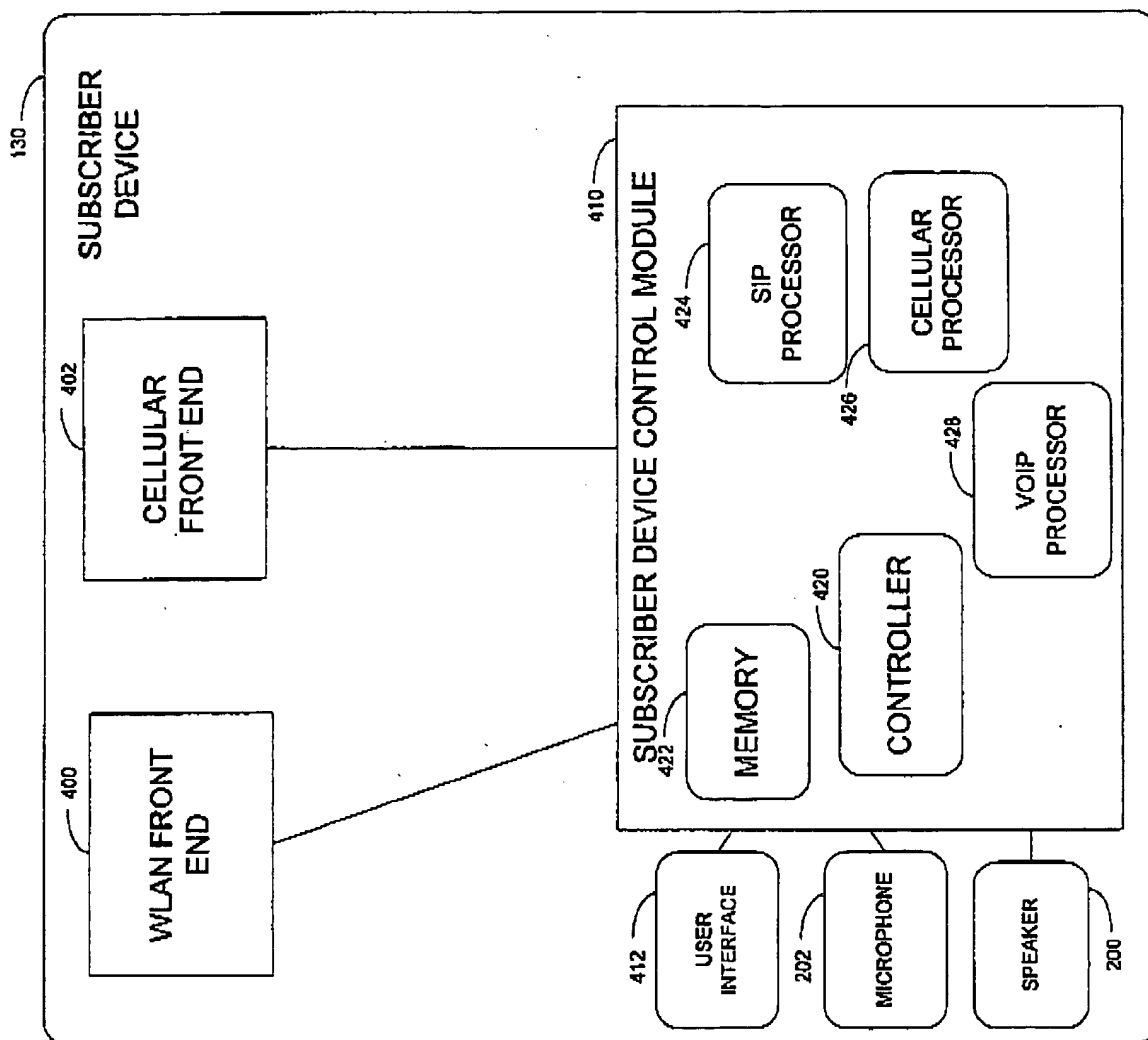 130
SUBSCRIBER
DEVICE
400
WLAN FRONT
END
402
CELLULAR
FRONT END
410
SUBSCRIBER DEVICE CONTROL MODULE
422
MEMORY
420
CONTROLLER
424
SIP
PROCESSOR
426
CELLULAR
PROCESSOR
428
VOIP
PROCESSOR
412
USER
INTERFACE
202
MICROPHONE
SPEAKER
200